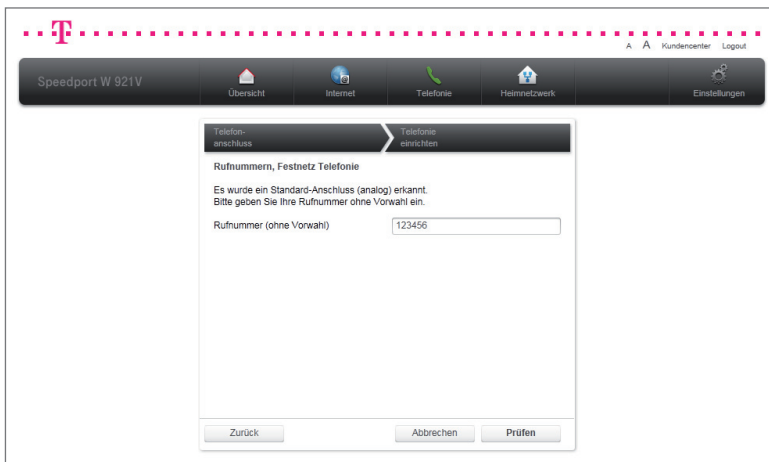 T
A A Kundencenter Logout
Speedport W 921V
Übersicht Internet Telefonie Heimnetzwerk Einstellungen
Telefon-
anschluss
Telefonie
einrichten
Rufnummern, Festnetz Telefonie
Es wurde ein Standard-Anschluss (analog) erkannt.
Bitte geben Sie Ihre Rufnummer ohne Vorwahl ein.
Rufnummer (ohne Vorwahl) 123456
Zurück Abbrechen Prüfen